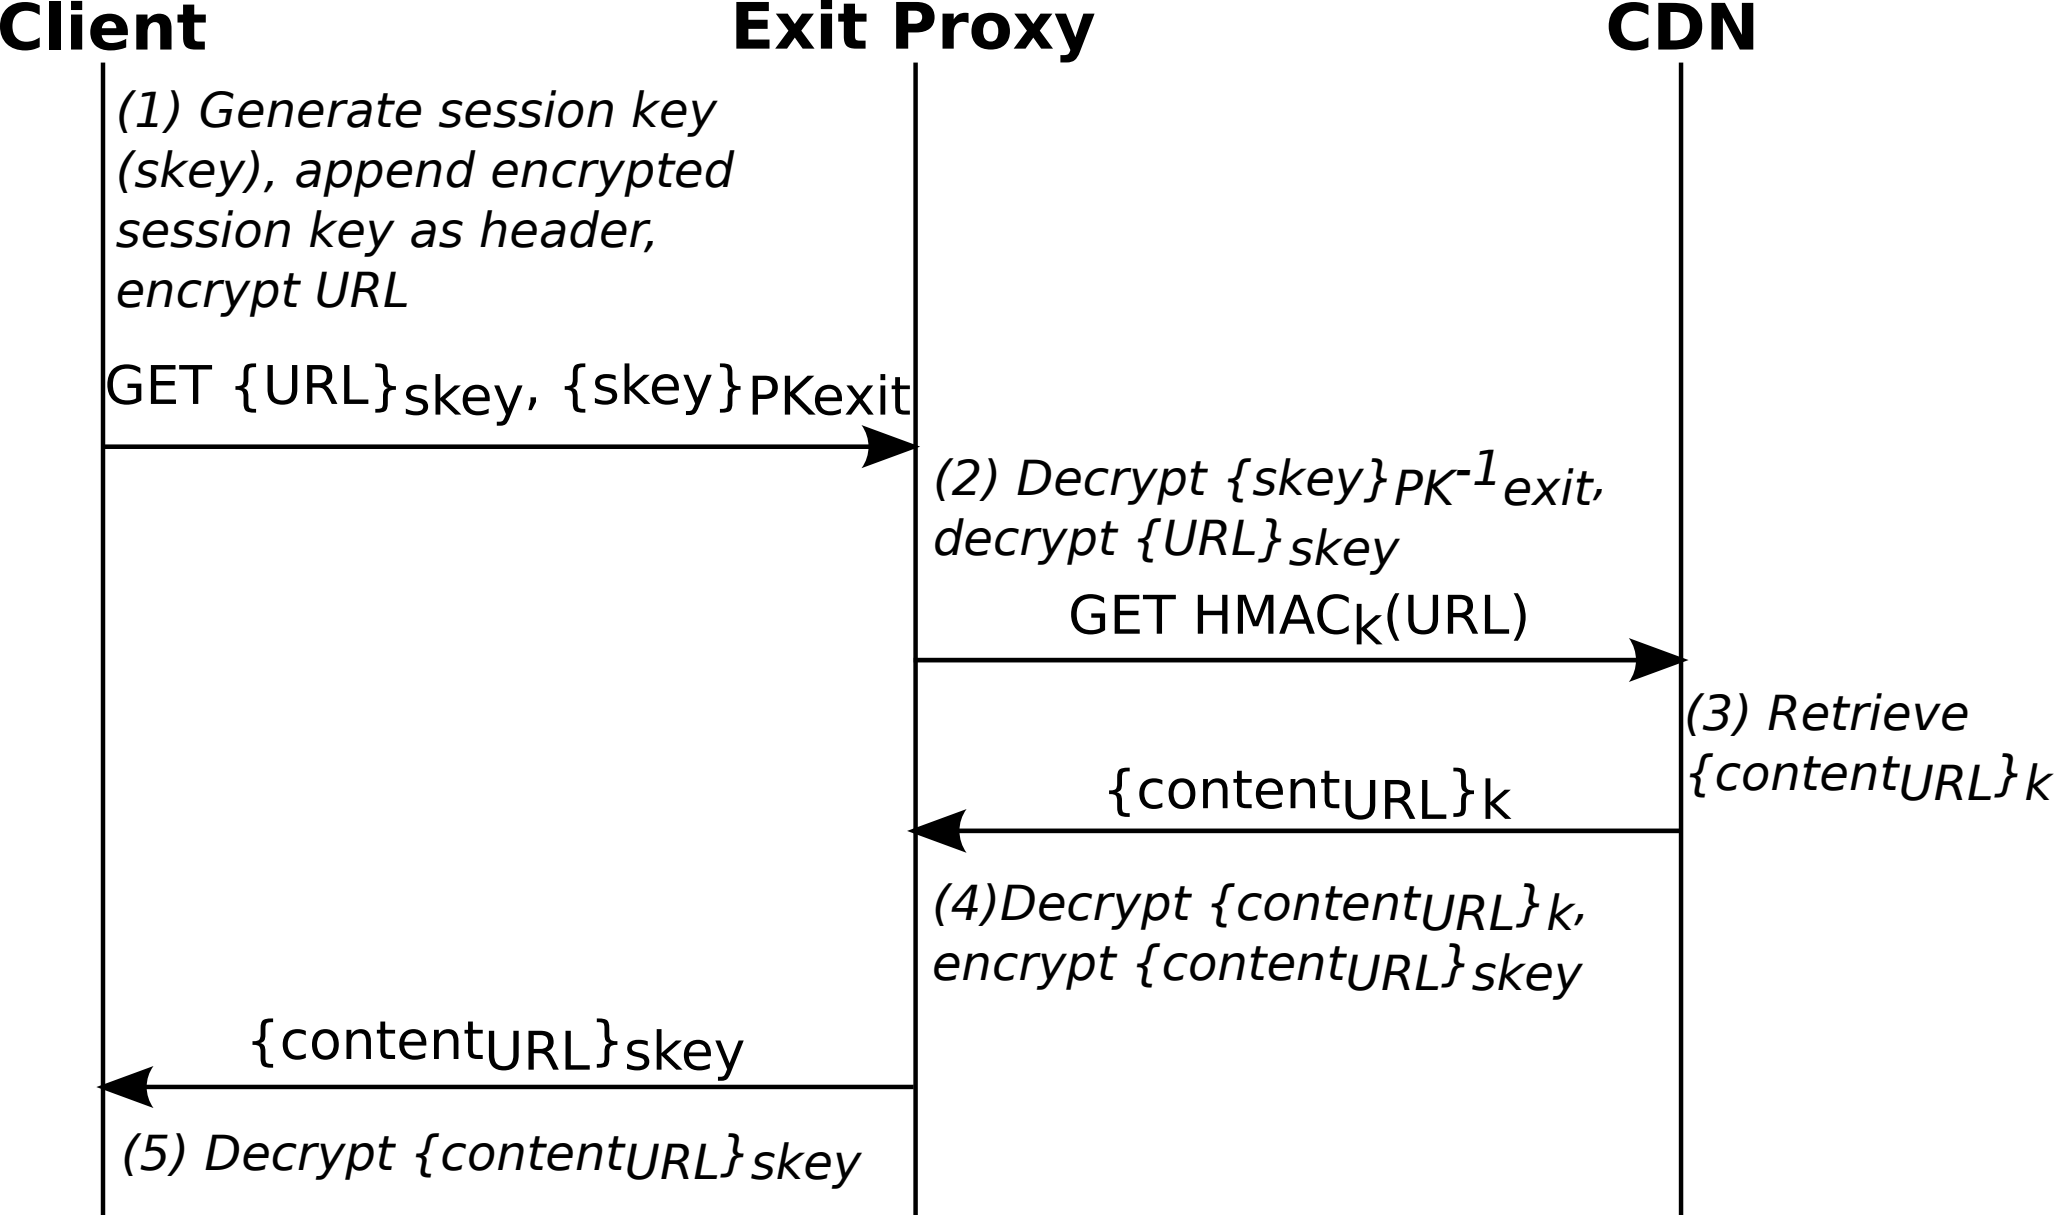 Client Exit Proxy CDN
(1) Generate session key
(skey), append encrypted
session key as header,
encrypt URL
GET {URL}skey, {skey}PKexit
(2) Decrypt {skey}PK-1exit,
decrypt {URL}skey
GET HMACk(URL)
(3) Retrieve
{contentURL}k
{contentURL}k
(4)Decrypt {contentURL}k,
encrypt {contentURL}skey
{contentURL}skey
(5) Decrypt {contentURL}skey